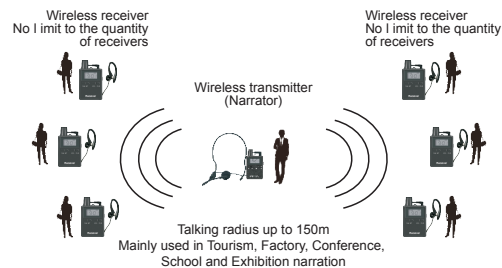 Wireless receiver
No l imit to the quantity
of receivers
Wireless receiver
No l imit to the quantity
of receivers
Wireless transmitter
(Narrator)
Talking radius up to 150m
Mainly used in Tourism, Factory, Conference,
School and Exhibition narration